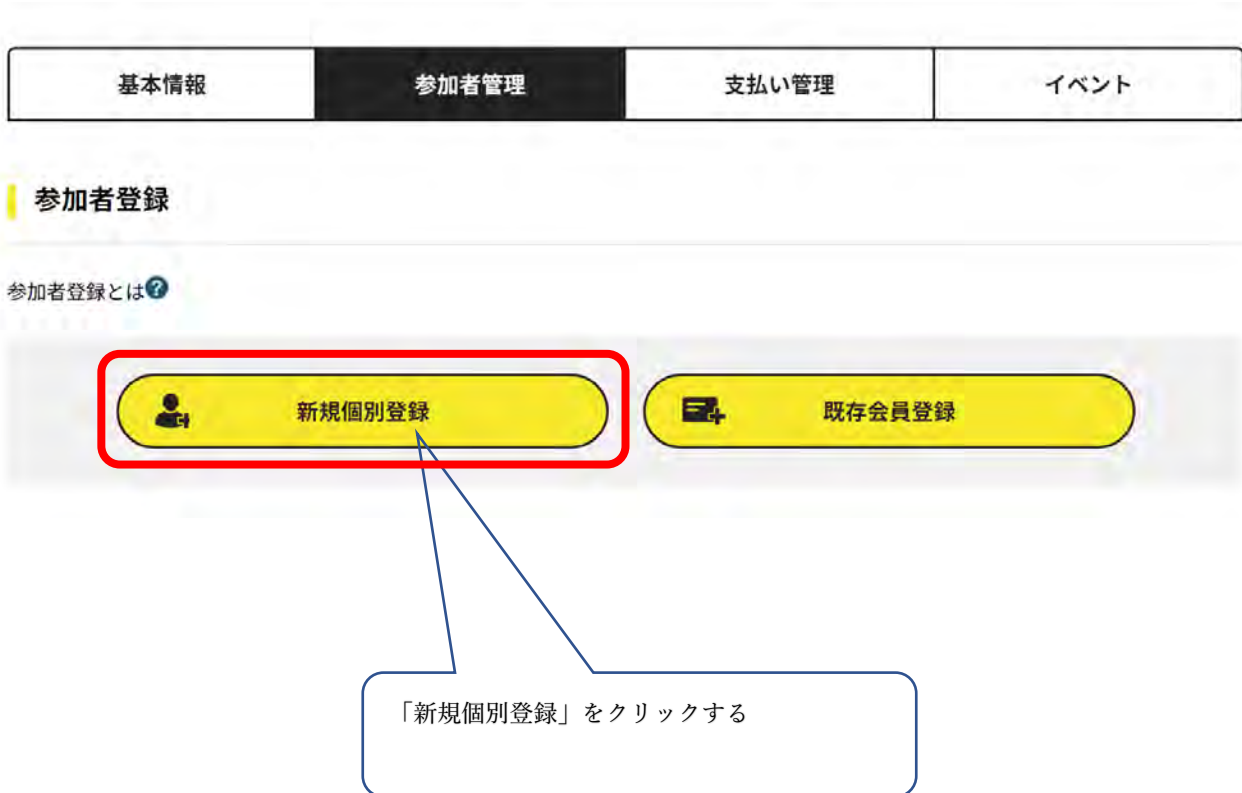 基本情報 参加者管理 支払い管理 イベント
参加者登録
参加者登録とは?
新規個別登録 既存会員登録
「新規個別登録」をクリックする